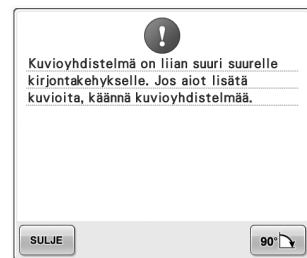 Kuvioyhdistelmä on liian suuri suurelle
kirjontakehykselle. Jos aiot lisätä
kuvioita, käännä kuvioyhdistelmää.
SULJE
90°